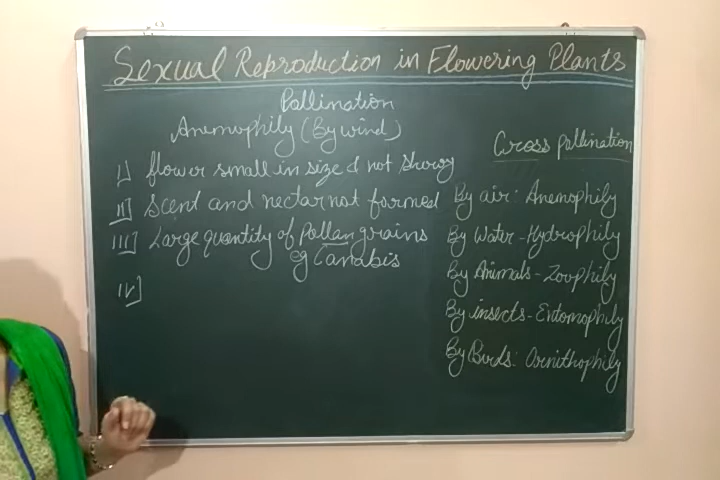 Sexual Reproduction in Flowering Plants
Pollination
Anemophily (By wind)
I] flower small in size & not showy
II] Scent and nectar not formed
III] Large quantity of pollan grains
eg Canabis
IV]
Cross pollination
By air: Anemophily
By Water - Hydrophily
By Animals - Zoophily
By insects - Entomophily
By Birds: Ornithophily